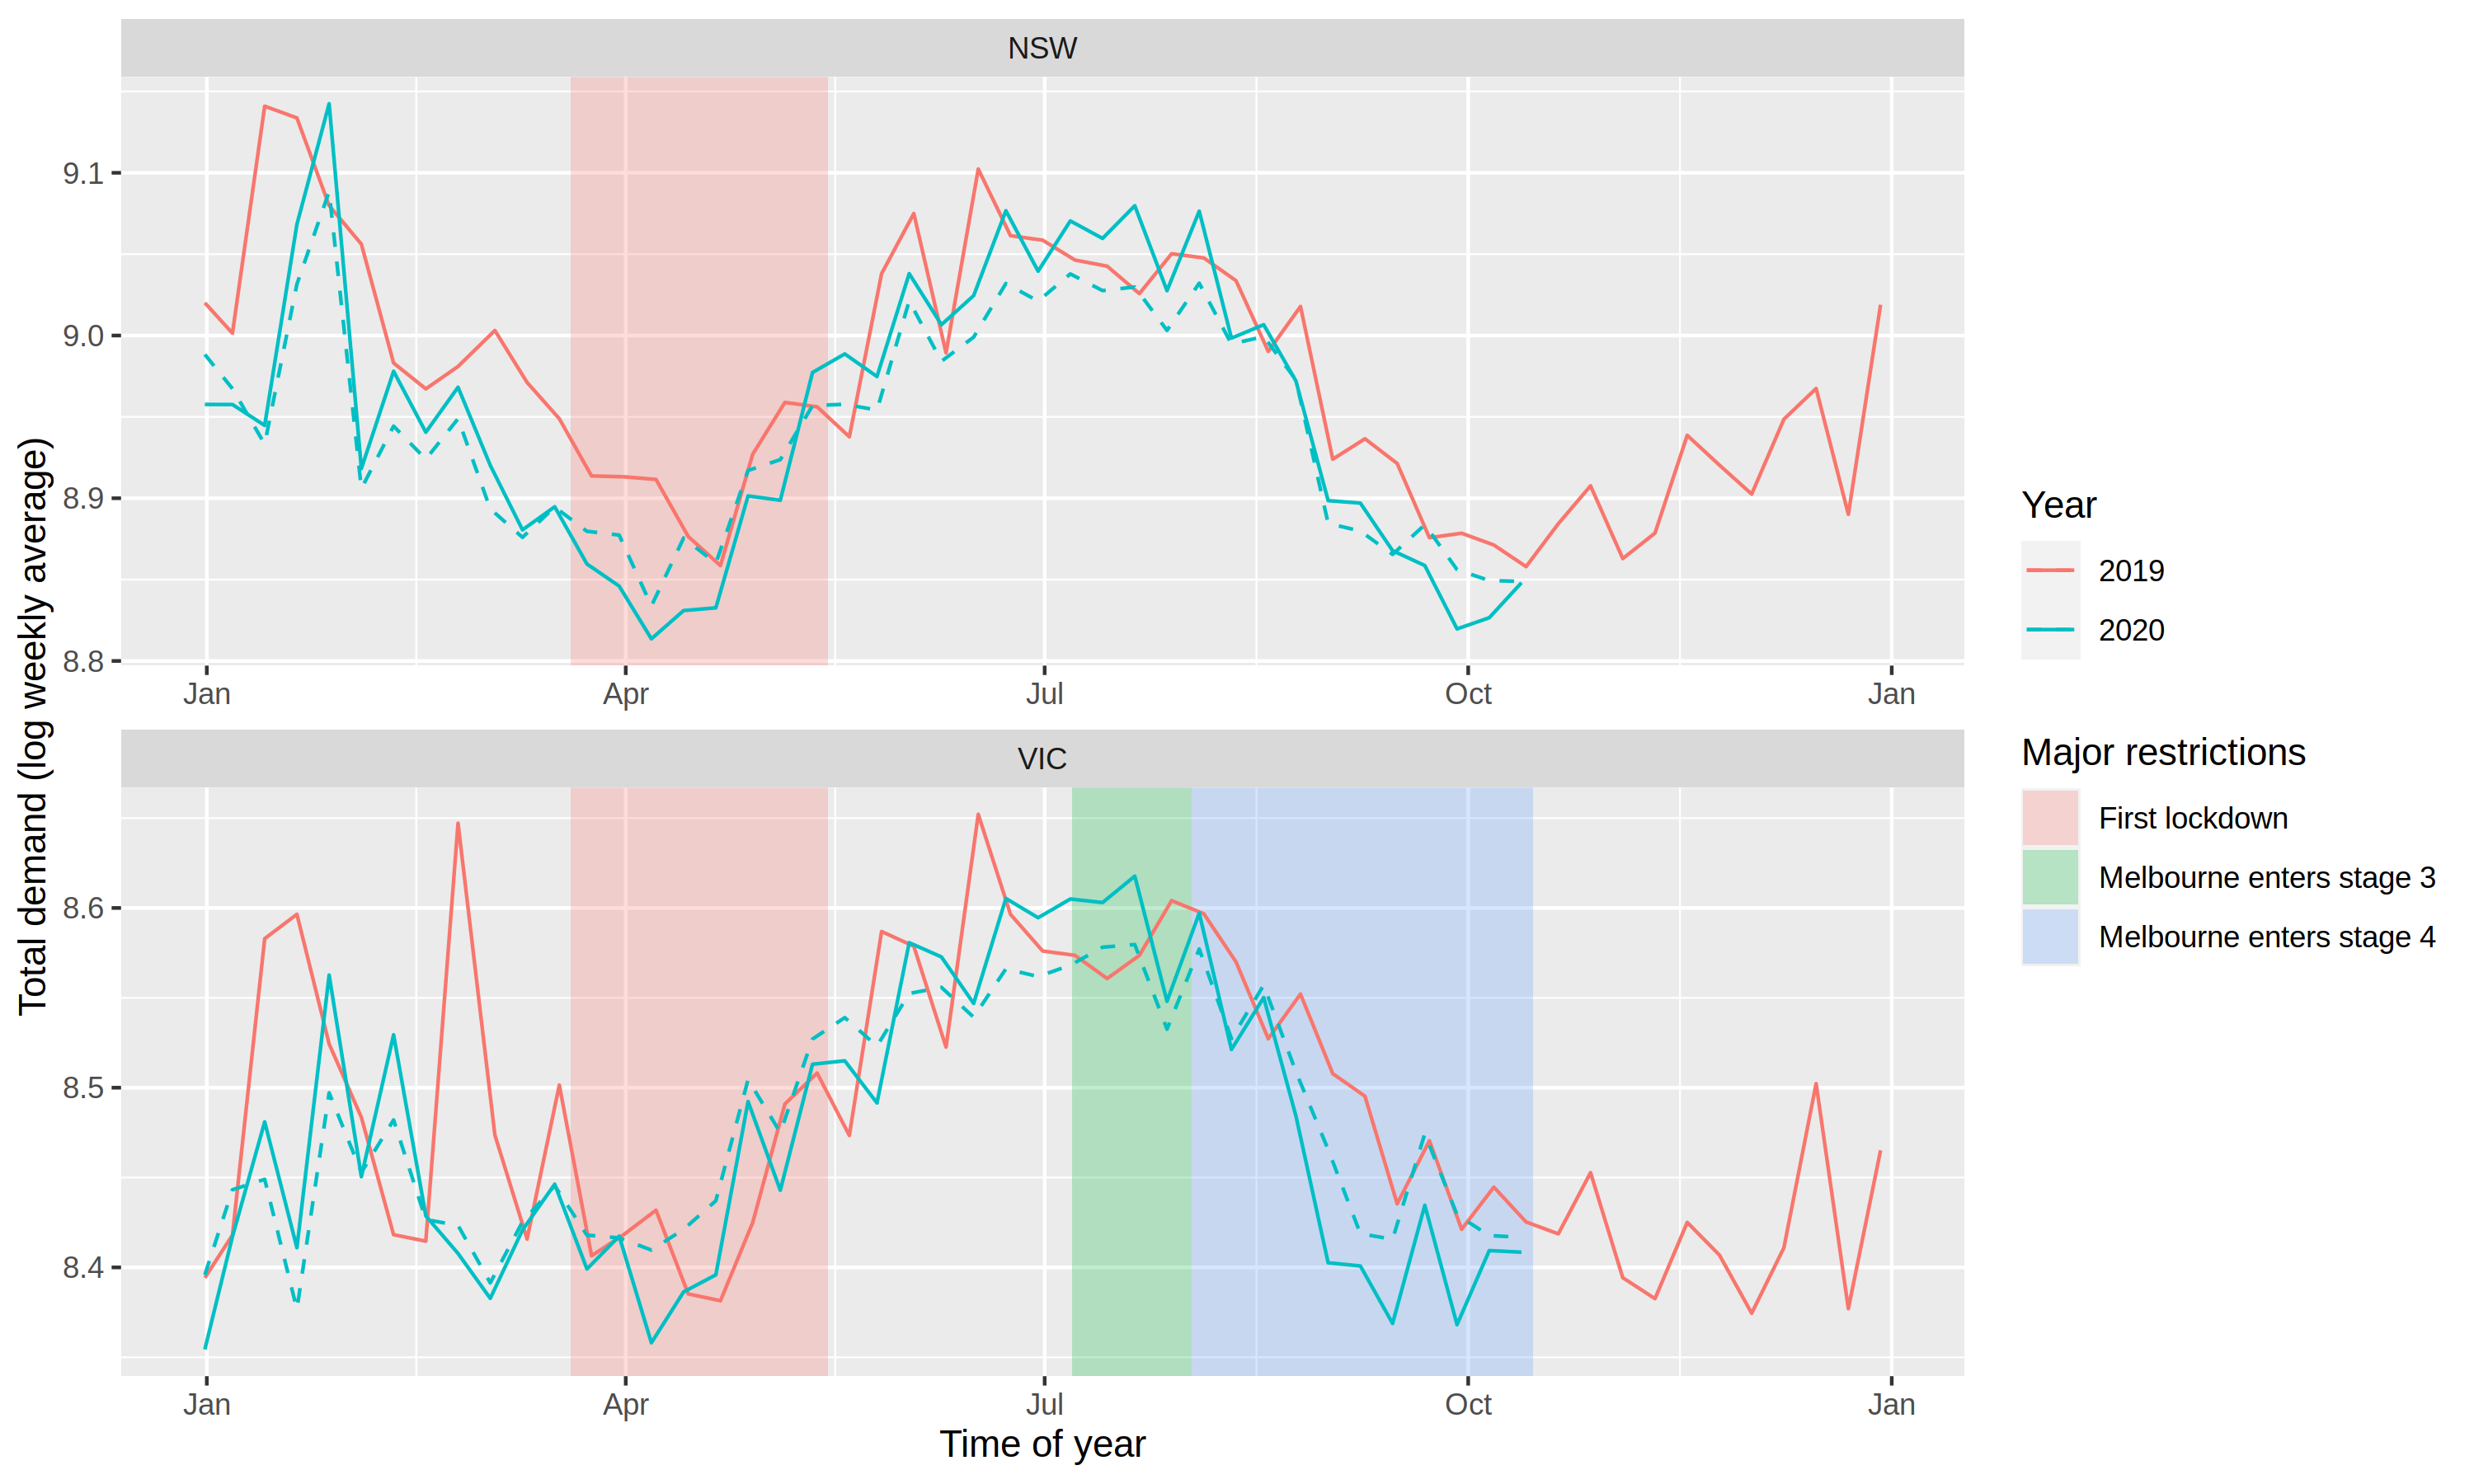 NSW
9.1
9.0
8.9
8.8
Jan Apr Jul Oct Jan
VIC
8.6
8.5
8.4
Jan Apr Jul Oct Jan
Time of year
Total demand (log weekly average)
Year
2019
2020
Major restrictions
First lockdown
Melbourne enters stage 3
Melbourne enters stage 4